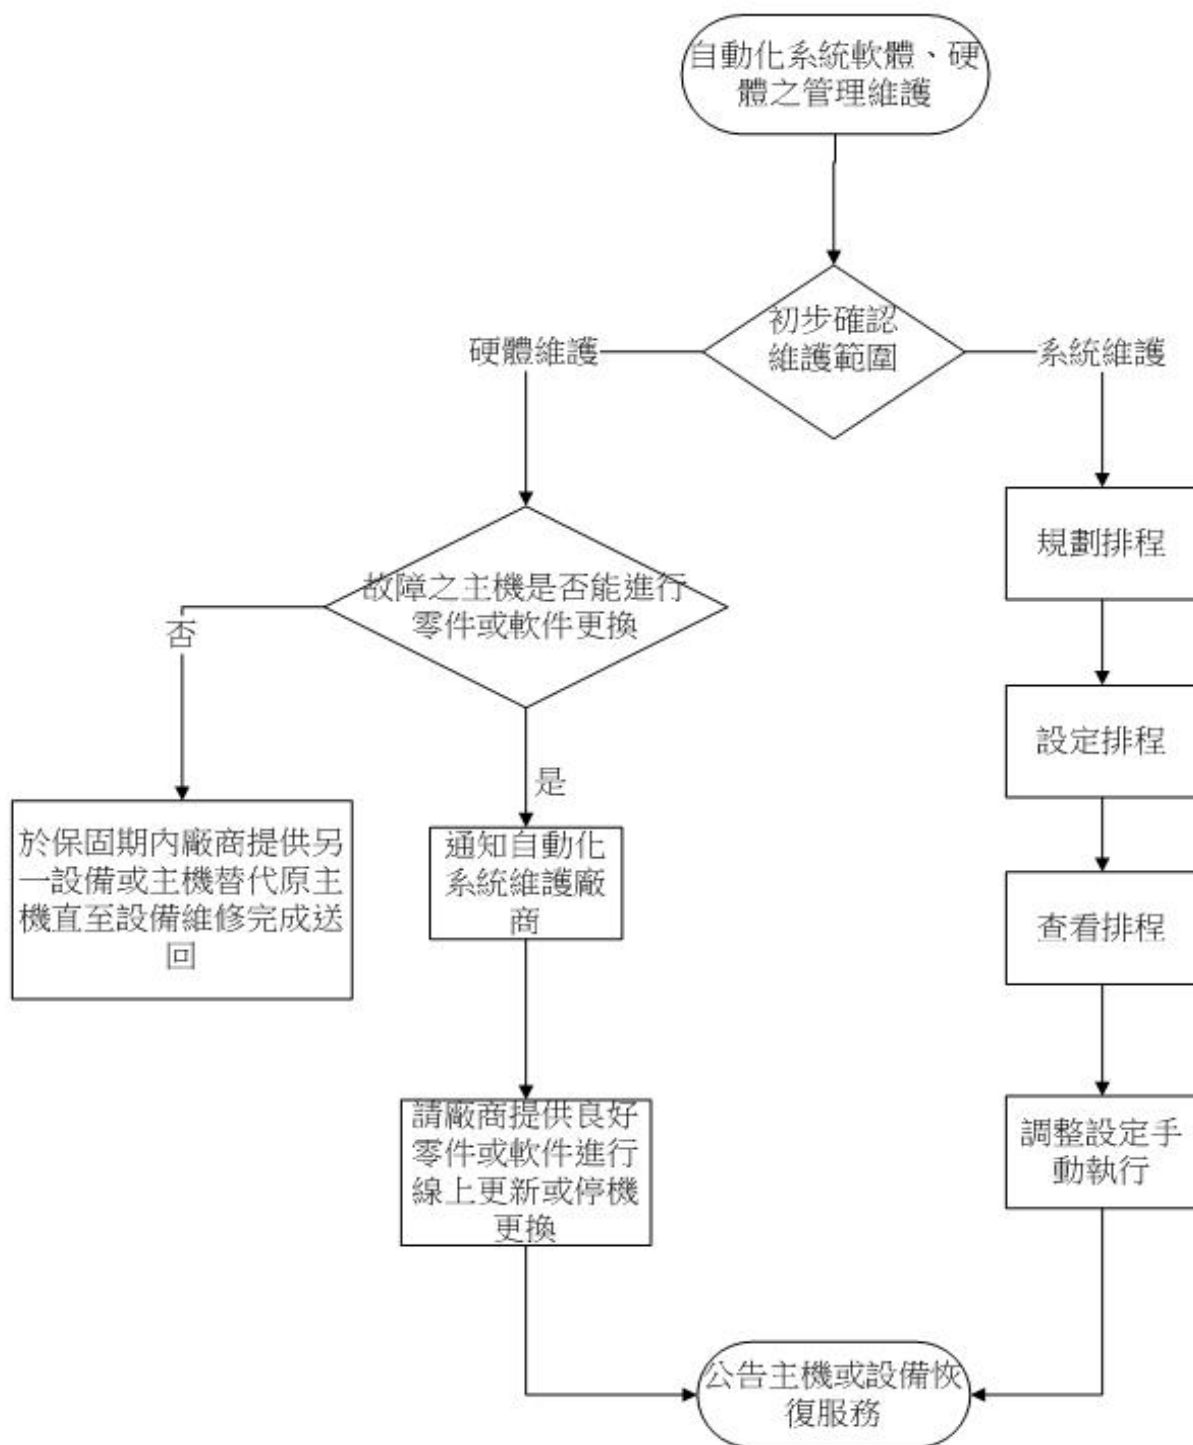 自動化系統軟體、硬
體之管理維護
初步確認
維護範圍
硬體維護
系統維護
規劃排程
故障之主機是否能進行
零件或軟件更換
否
設定排程
是
於保固期內廠商提供另
一設備或主機替代原主
機直至設備維修完成送
回
通知自動化
系統維護廠
商
查看排程
請廠商提供良好
零件或軟件進行
線上更新或停機
更換
調整設定手
動執行
公告主機或設備恢
復服務